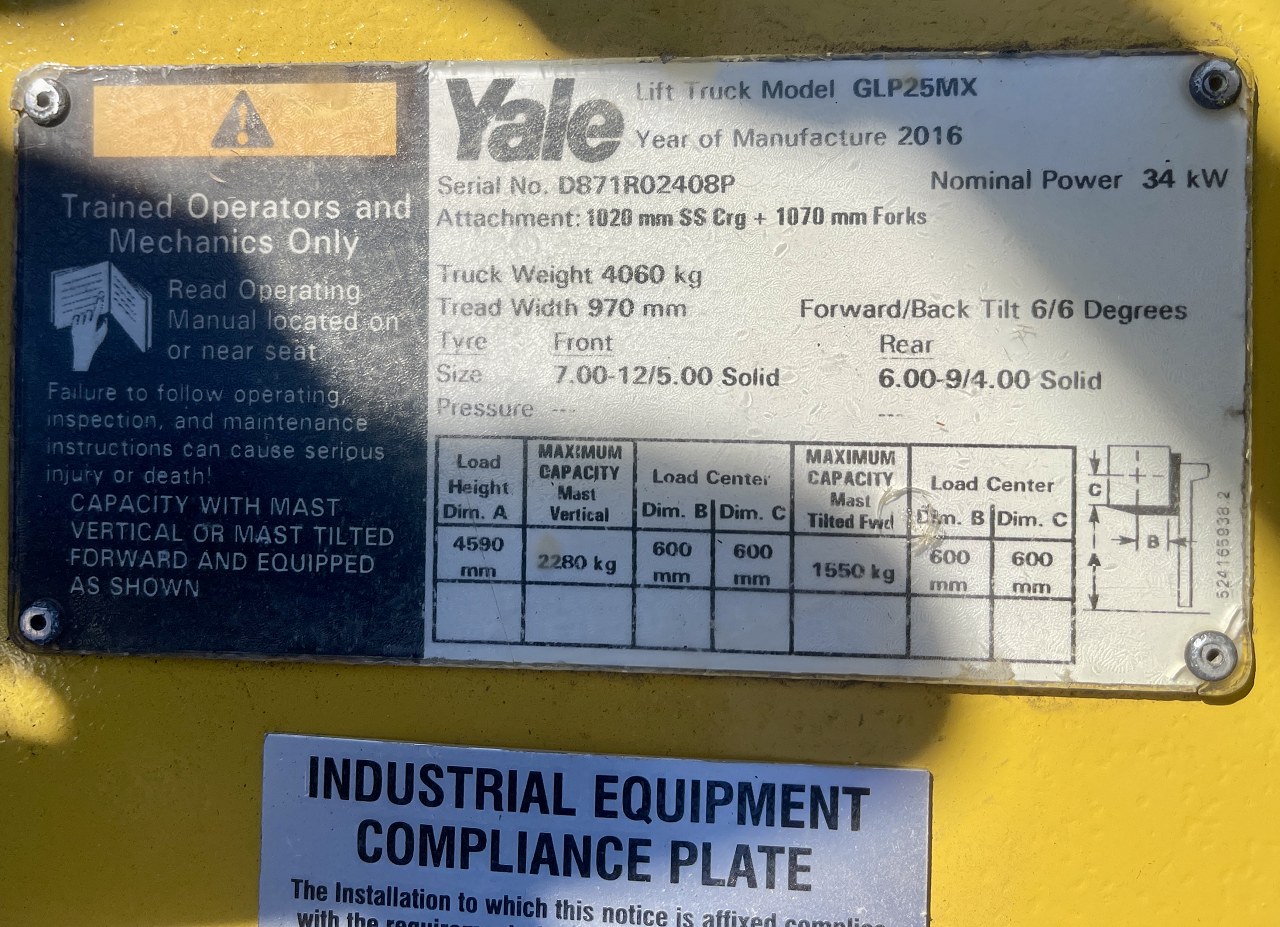 Trained Operators and
Mechanics Only
Read Operating
Manual located on
or near seat
Failure to follow operating,
inspection, and maintenance
instructions can cause serious
injury or death!
CAPACITY WITH MAST
VERTICAL OR MAST TILTED
FORWARD AND EQUIPPED
AS SHOWN
Yale
Lift Truck Model GLP25MX
Year of Manufacture 2016
Serial No. D871R02408P
Nominal Power 34 kW
Attachment: 1020 mm SS Crg + 1070 mm Forks
Truck Weight 4060 kg
Tread Width 970 mm Forward/Back Tilt 6/6 Degrees
Tyre Front Rear
Size 7.00-12/5.00 Solid 6.00-9/4.00 Solid
Pressure --- ---
Load Height Dim. A
MAXIMUM CAPACITY Mast Vertical
Load Center
Dim. B Dim. C
MAXIMUM CAPACITY Mast Tilted Fwd
Load Center
Dim. B Dim. C
4590 mm 2280 kg 600 mm 600 mm 1550 kg 600 mm 600 mm
C
B
A
524165938.2
INDUSTRIAL EQUIPMENT
COMPLIANCE PLATE
The Installation to which this notice is affixed complies
with the